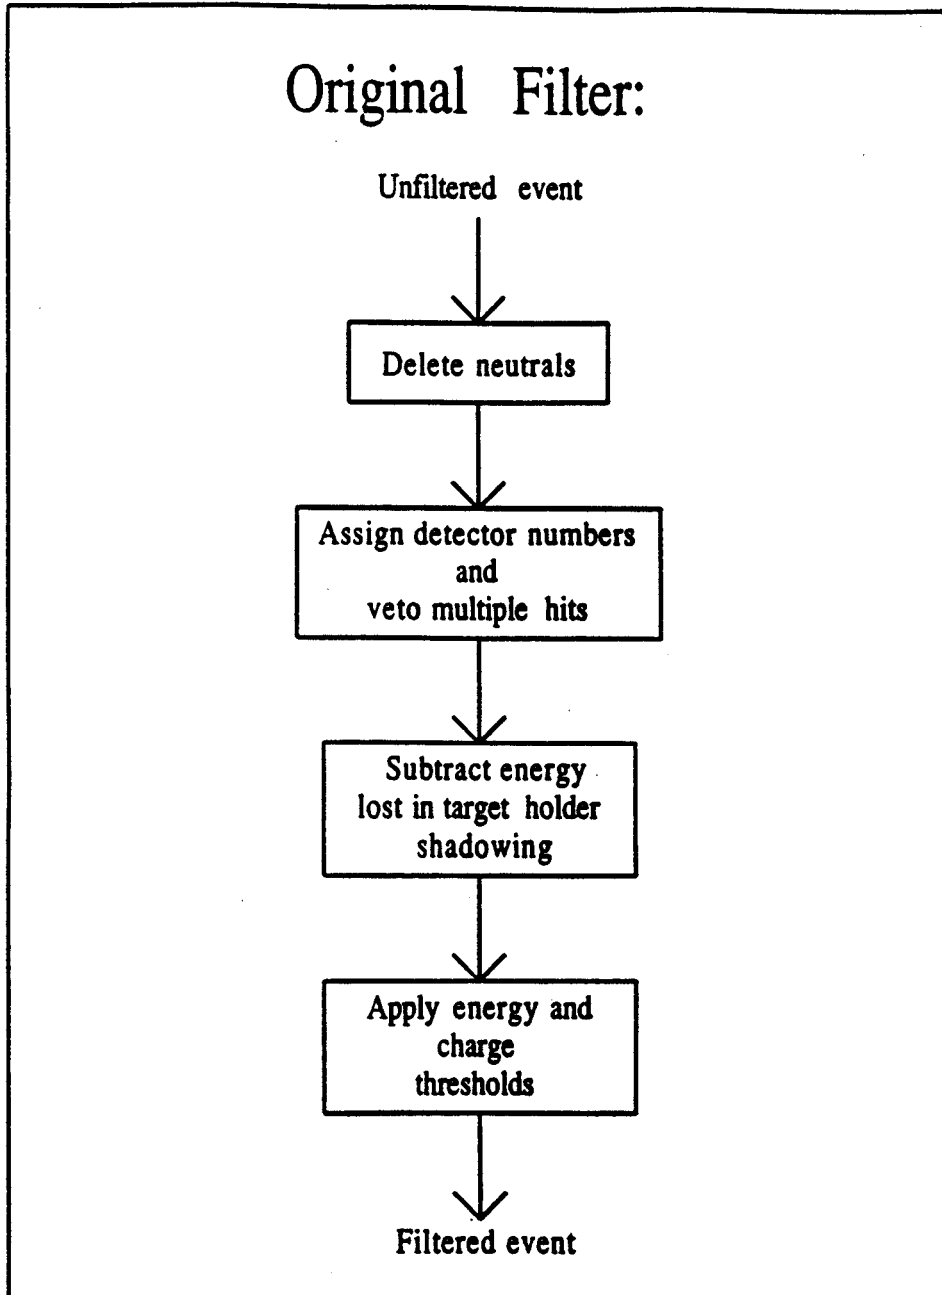 Original Filter:
Unfiltered event
Delete neutrals
Assign detector numbers
and
veto multiple hits
Subtract energy
lost in target holder
shadowing
Apply energy and
charge
thresholds
Filtered event